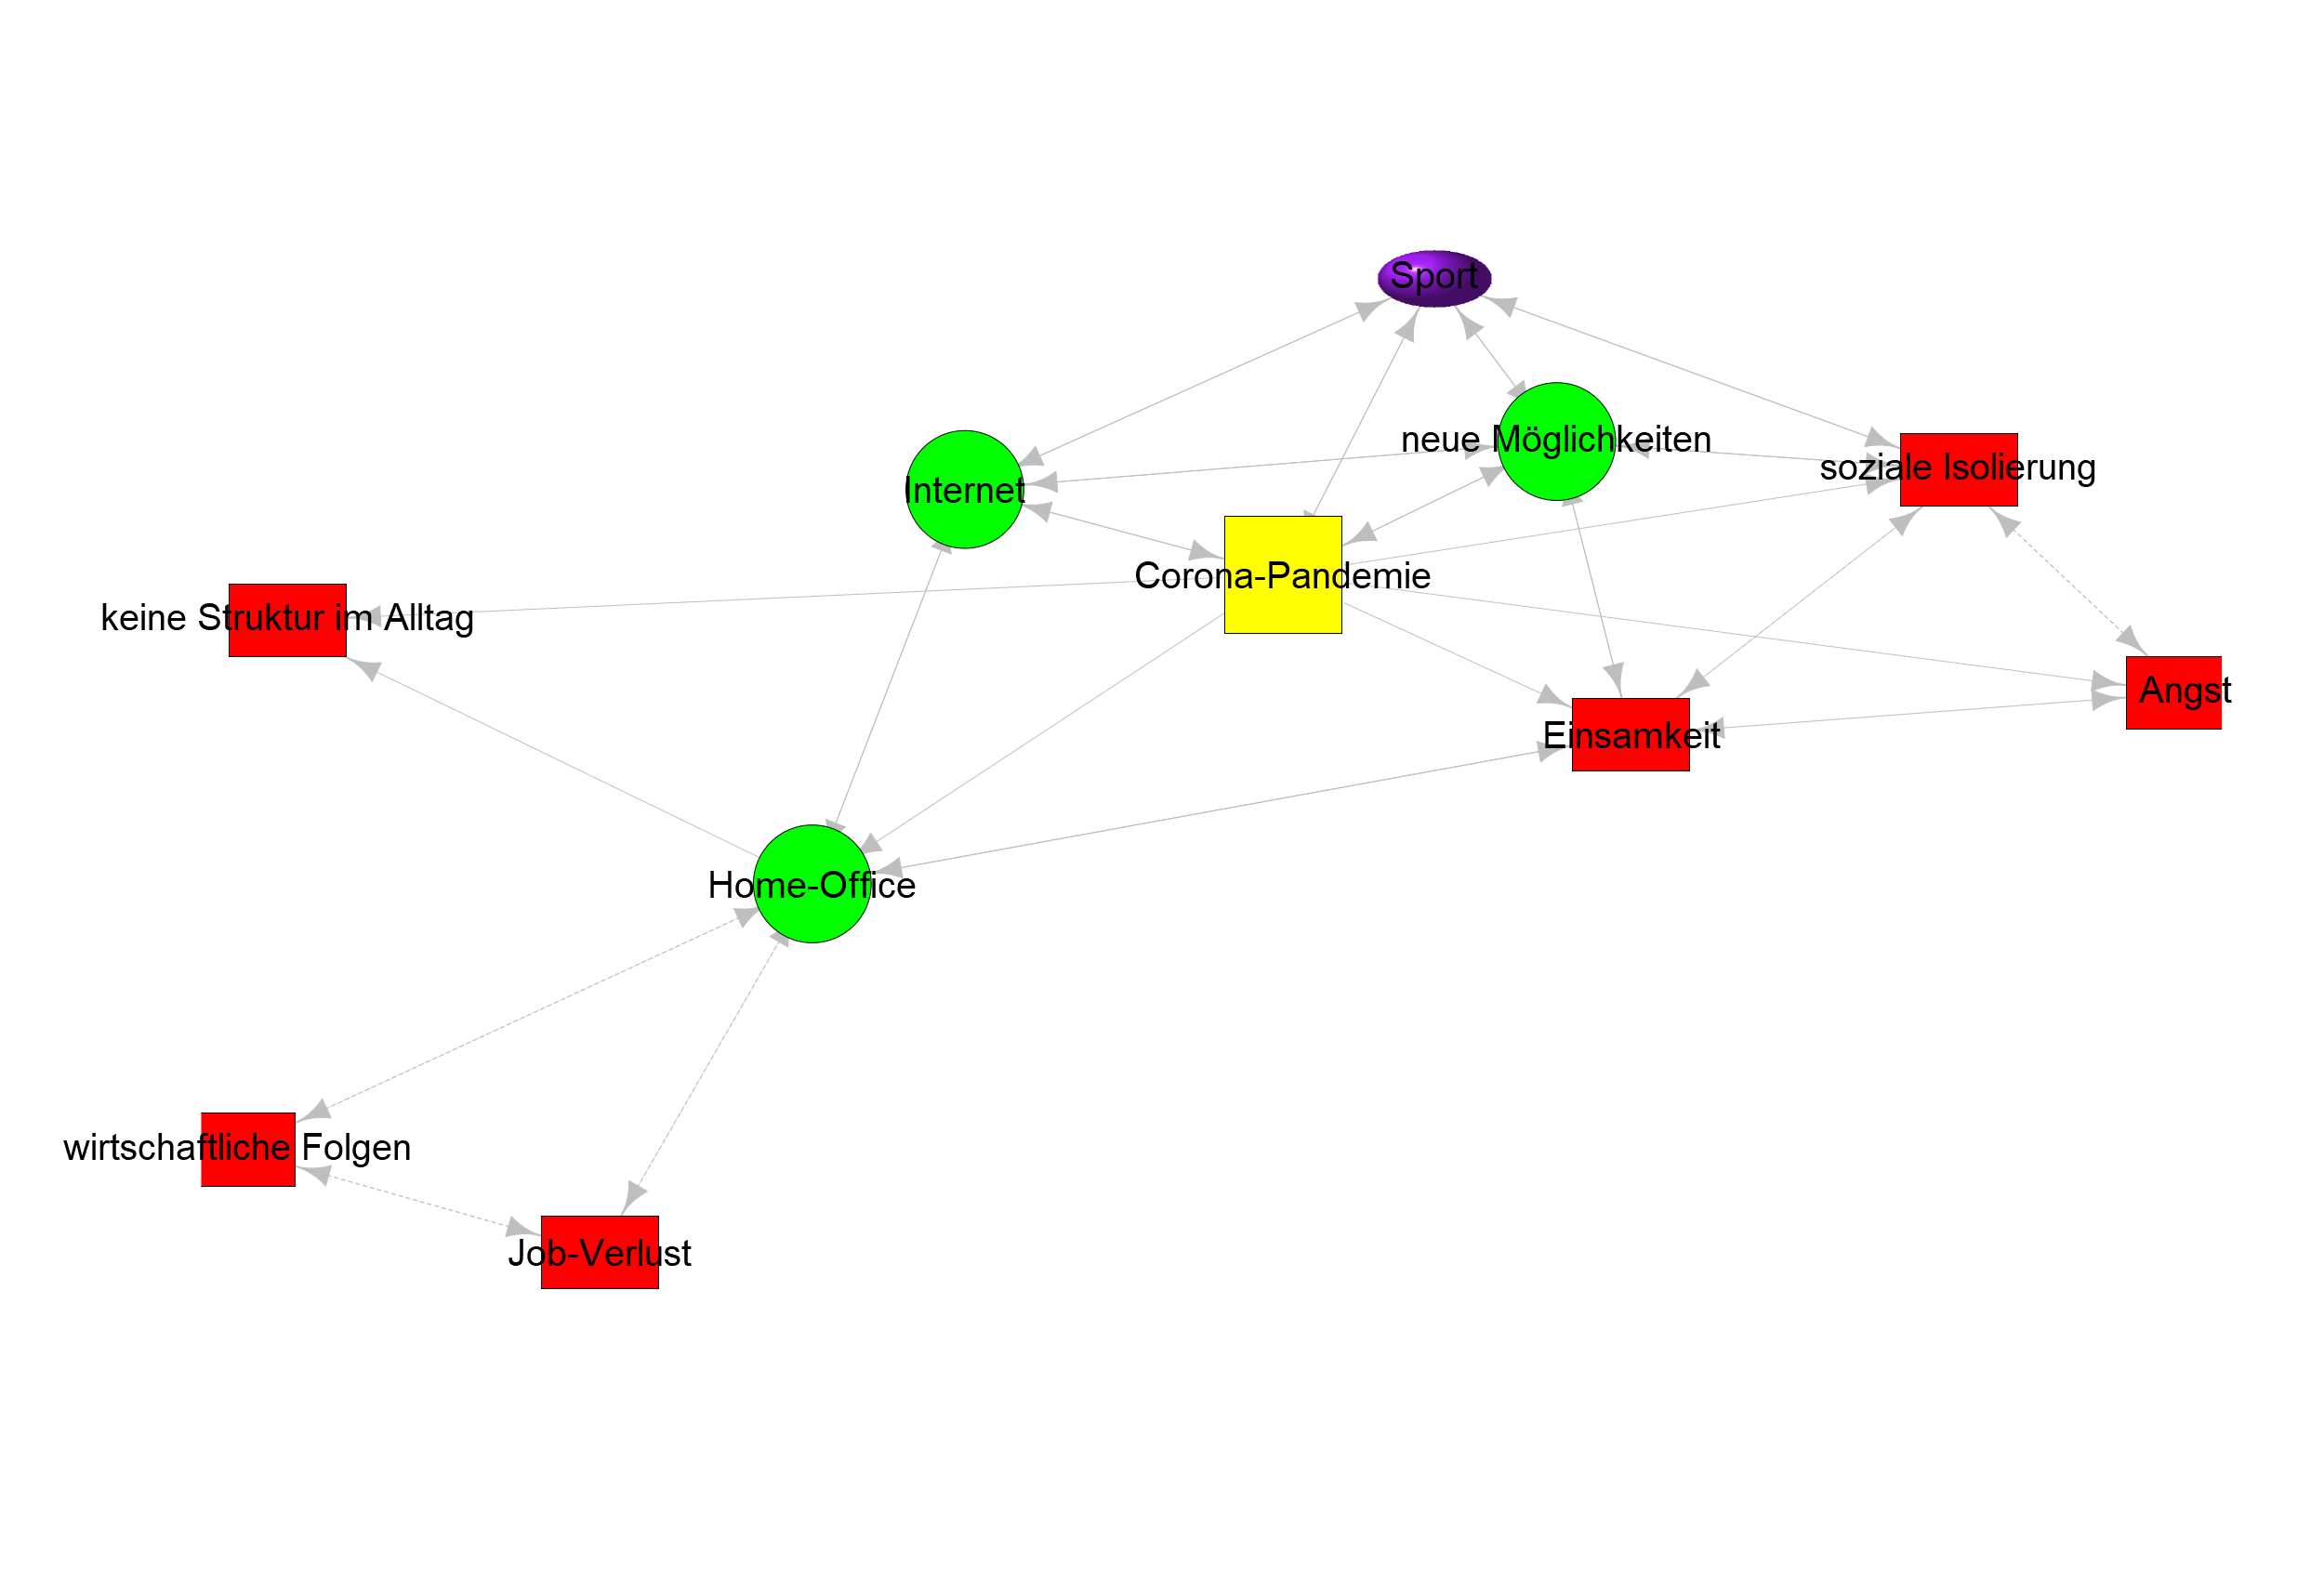 Sport
neue Möglichkeiten
soziale Isolierung
Internet
Corona-Pandemie
keine Struktur im Alltag
Angst
Einsamkeit
Home-Office
wirtschaftliche Folgen
Job-Verlust